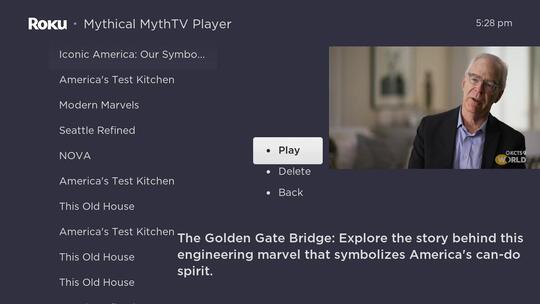 Roku • Mythical MythTV Player
5:28 pm
Iconic America: Our Symbo...
America's Test Kitchen
Modern Marvels
Seattle Refined
NOVA
America's Test Kitchen
This Old House
America's Test Kitchen
This Old House
This Old House
• Play
• Delete
• Back
KCTS9
WORLD
The Golden Gate Bridge: Explore the story behind this
engineering marvel that symbolizes America's can-do
spirit.